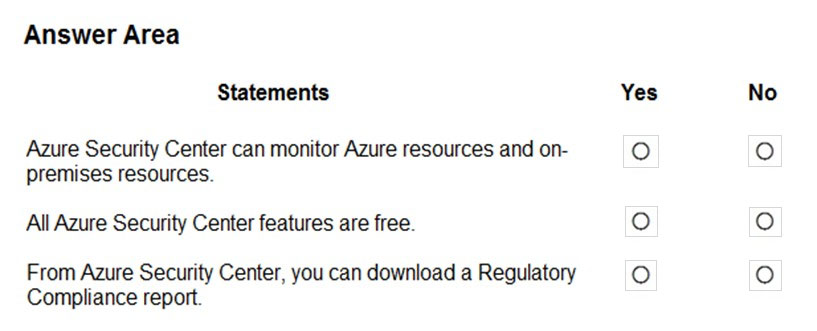 Answer Area
Statements Yes No
Azure Security Center can monitor Azure resources and on-
premises resources.
All Azure Security Center features are free.
From Azure Security Center, you can download a Regulatory
Compliance report.